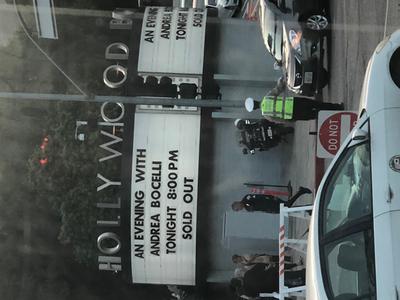 HOLLYWOOD
AN EVENING WITH
ANDREA BOCELLI
TONIGHT 8:00 PM
SOLD OUT
AN EVENING
ANDREA B
TONIGHT
SOLD
DO NOT